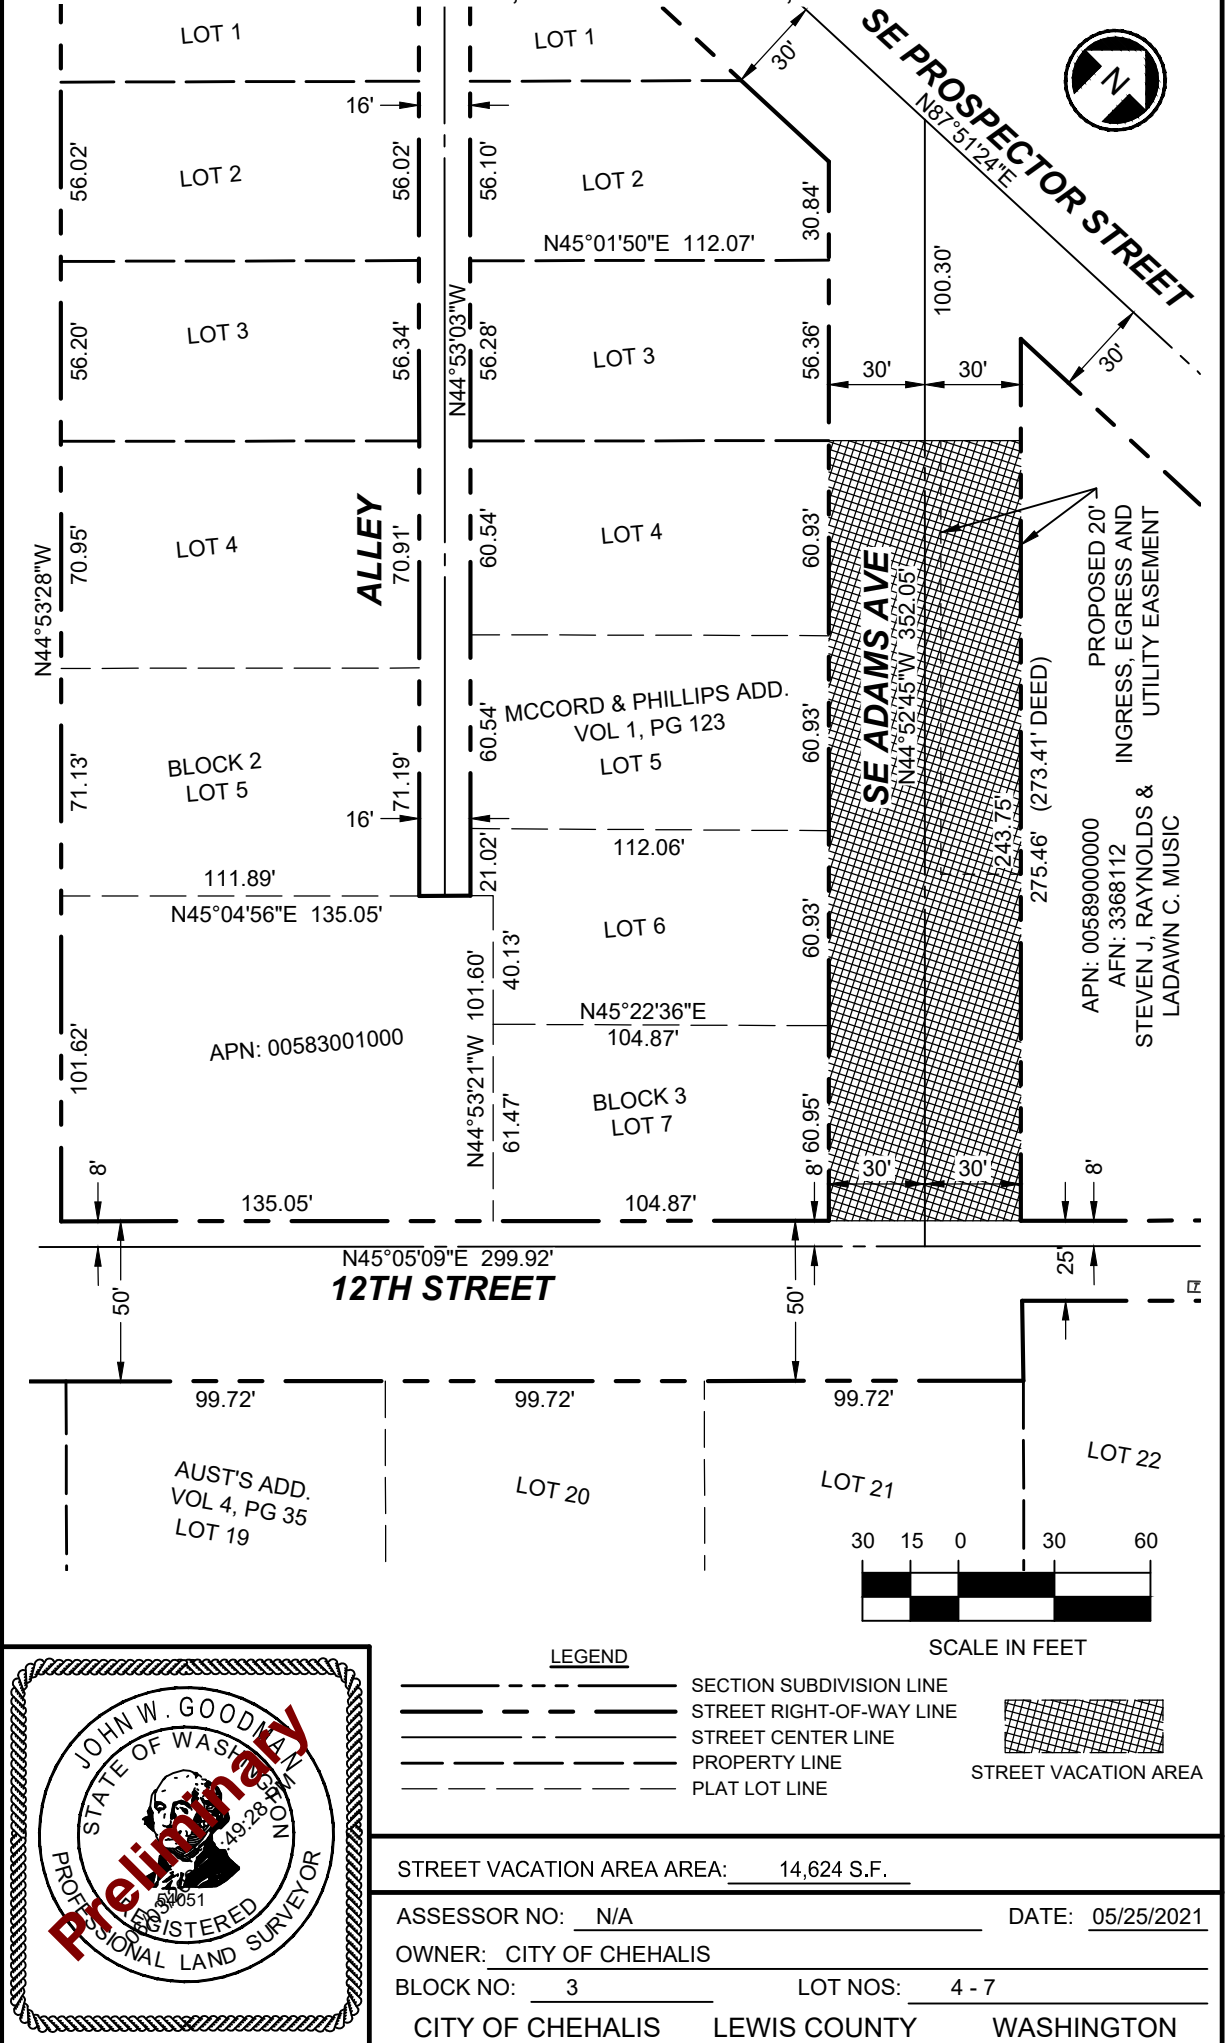 LOT 1
LOT 1
30'
SE PROSPECTOR STREET
N87°51'24"E
N
16'
56.02'
LOT 2
56.02'
56.10'
LOT 2
30.84'
N45°01'50"E 112.07'
100.30'
56.20'
LOT 3
56.34'
N44°53'03"W
56.28'
LOT 3
56.36'
30'
30'
30'
N44°53'28"W
70.95'
LOT 4
ALLEY
70.91'
60.54'
LOT 4
60.93'
SE ADAMS AVE
N44°52'45"W 352.05'
PROPOSED 20'
INGRESS, EGRESS AND
UTILITY EASEMENT
71.13'
BLOCK 2
LOT 5
71.19'
16'
60.54'
MCCORD & PHILLIPS ADD.
VOL 1, PG 123
LOT 5
60.93'
243.75'
275.46' (273.41' DEED)
APN: 005890000000
AFN: 3368112
STEVEN J, RAYNOLDS &
LADAWN C. MUSIC
111.89'
N45°04'56"E 135.05'
21.02'
112.06'
LOT 6
60.93'
40.13'
N44°53'21"W 101.60'
N45°22'36"E
104.87'
101.62'
APN: 00583001000
61.47'
BLOCK 3
LOT 7
60.95'
8'
135.05'
104.87'
8'
30'
30'
8'
N45°05'09"E 299.92'
12TH STREET
50'
50'
25'
99.72'
99.72'
99.72'
AUST'S ADD.
VOL 4, PG 35
LOT 19
LOT 20
LOT 21
LOT 22
30 15 0 30 60
SCALE IN FEET
LEGEND
SECTION SUBDIVISION LINE
STREET RIGHT-OF-WAY LINE
STREET CENTER LINE
PROPERTY LINE
PLAT LOT LINE
STREET VACATION AREA
JOHN W. GOODMAN
STATE OF WASHINGTON
54051
REGISTERED
PROFESSIONAL LAND SURVEYOR
Preliminary
STREET VACATION AREA AREA: 14,624 S.F.
ASSESSOR NO: N/A DATE: 05/25/2021
OWNER: CITY OF CHEHALIS
BLOCK NO: 3 LOT NOS: 4 - 7
CITY OF CHEHALIS LEWIS COUNTY WASHINGTON